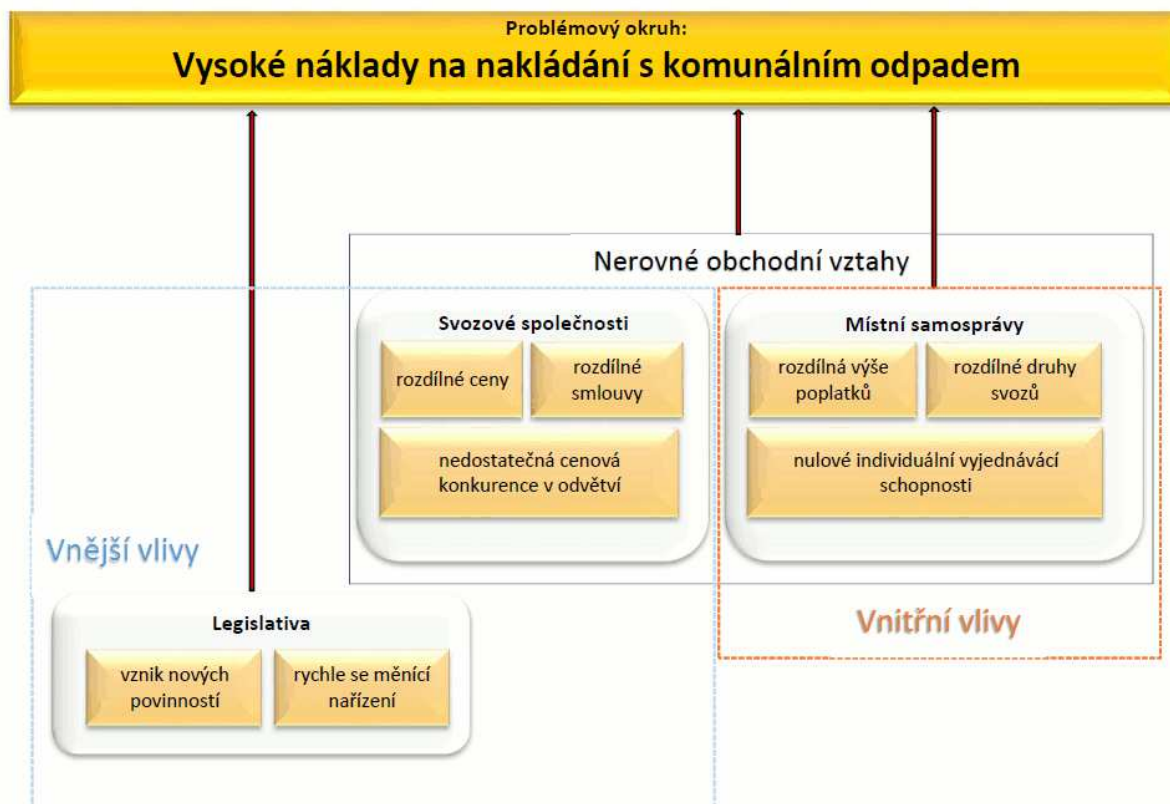 Problémový okruh:
Vysoké náklady na nakládání s komunálním odpadem
Nerovné obchodní vztahy
Svozové společnosti
rozdílné ceny
rozdílné
smlouvy
nedostatečná cenová
konkurence v odvětví
Místní samosprávy
rozdílná výše
poplatků
rozdílné druhy
svozů
nulové individuální vyjednávácí
schopnosti
Vnější vlivy
Vnitřní vlivy
Legislativa
vznik nových
povinností
rychle se měnící
nařízení